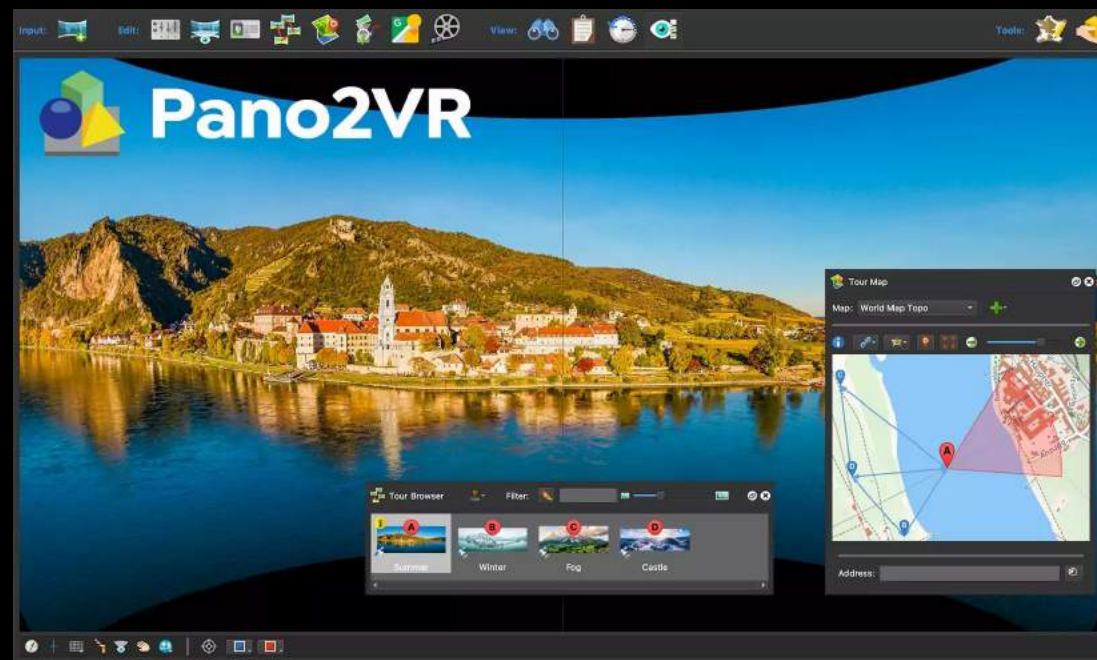 Input: Edit: View: Tools:
Pano2VR
Tour Map
Map: World Map Topo
A
C
D
B
Tour Browser Filter:
A B C D
Summer Winter Fog Castle
Address: